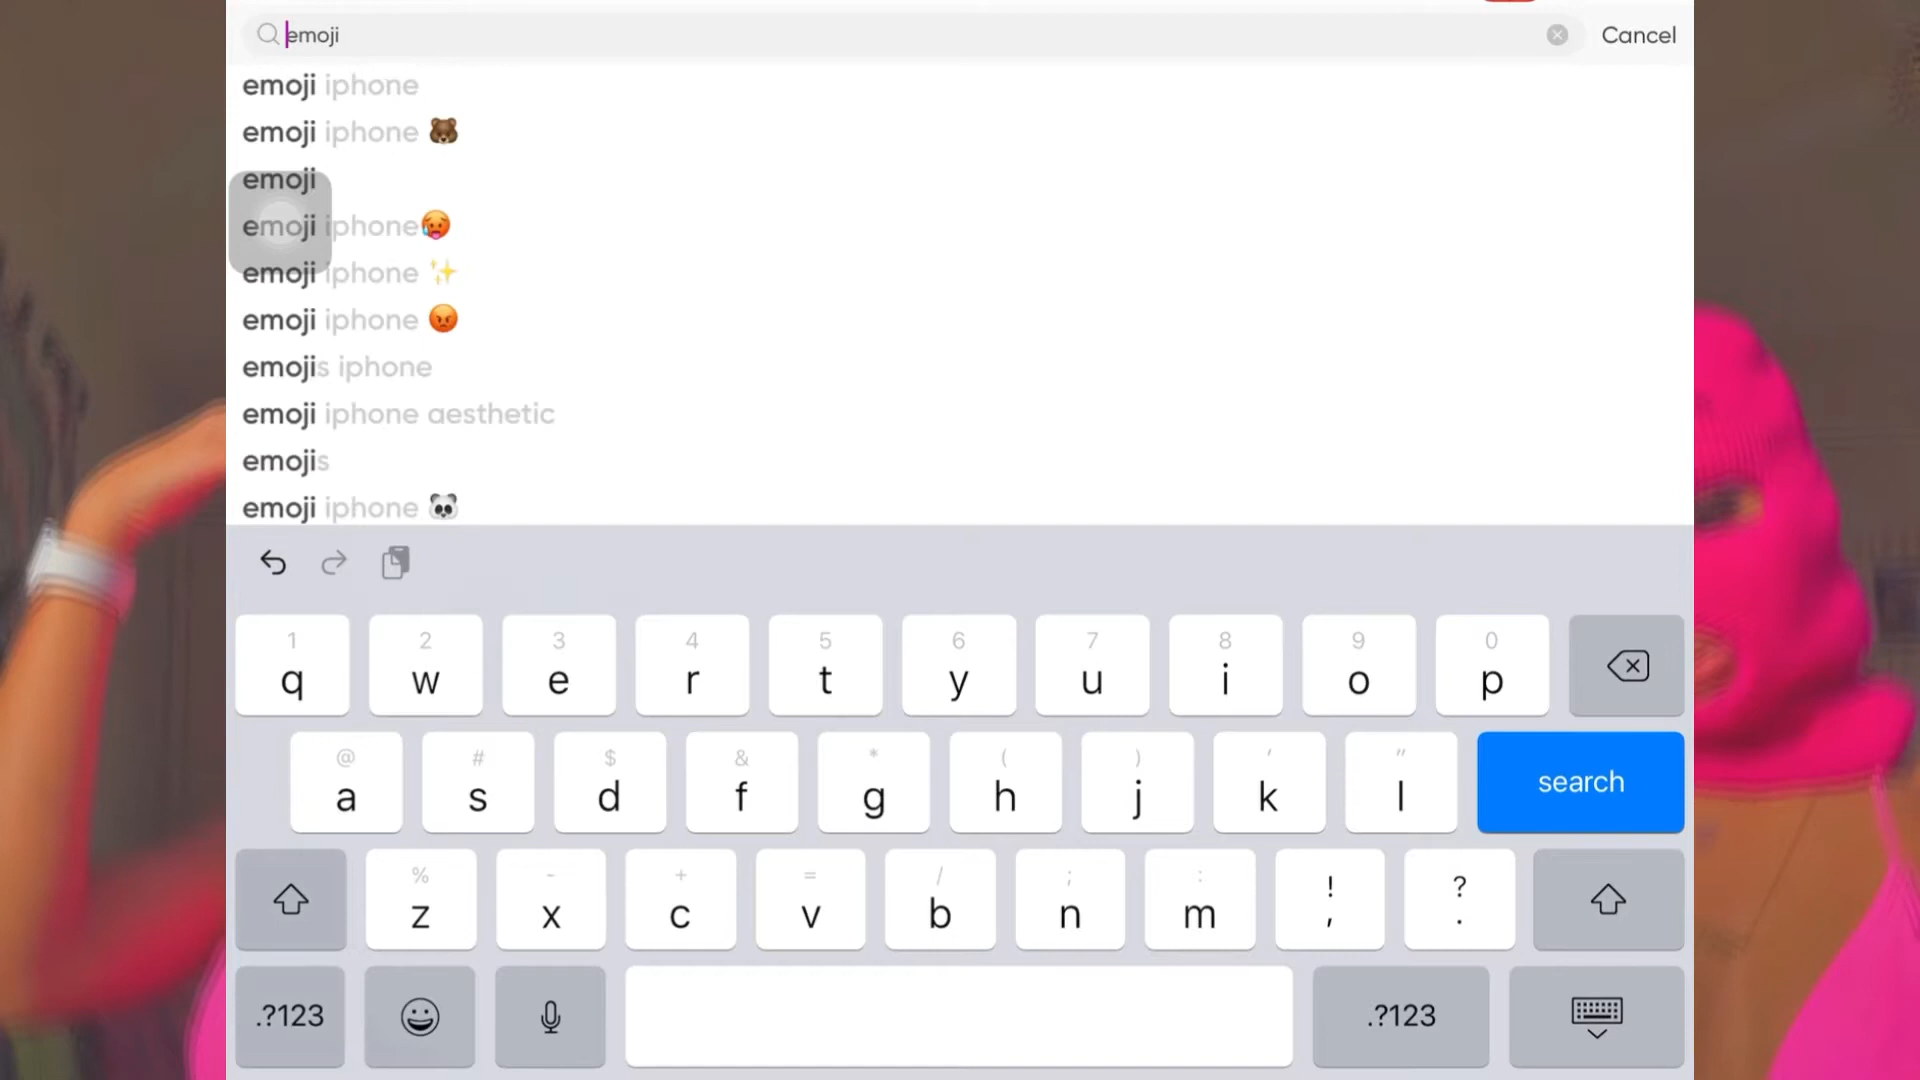 emoji Cancel
emoji iphone
emoji iphone 🐻
emoji
emoji iphone🥵
emoji iphone ✨
emoji iphone 😡
emojis iphone
emoji iphone aesthetic
emojis
emoji iphone 🐼
1 2 3 4 5 6 7 8 9 0
q w e r t y u i o p
@ # $ & * ( ) ' "
a s d f g h j k l search
% - + = / ; : ! ?
z x c v b n m , .
.?123 .?123